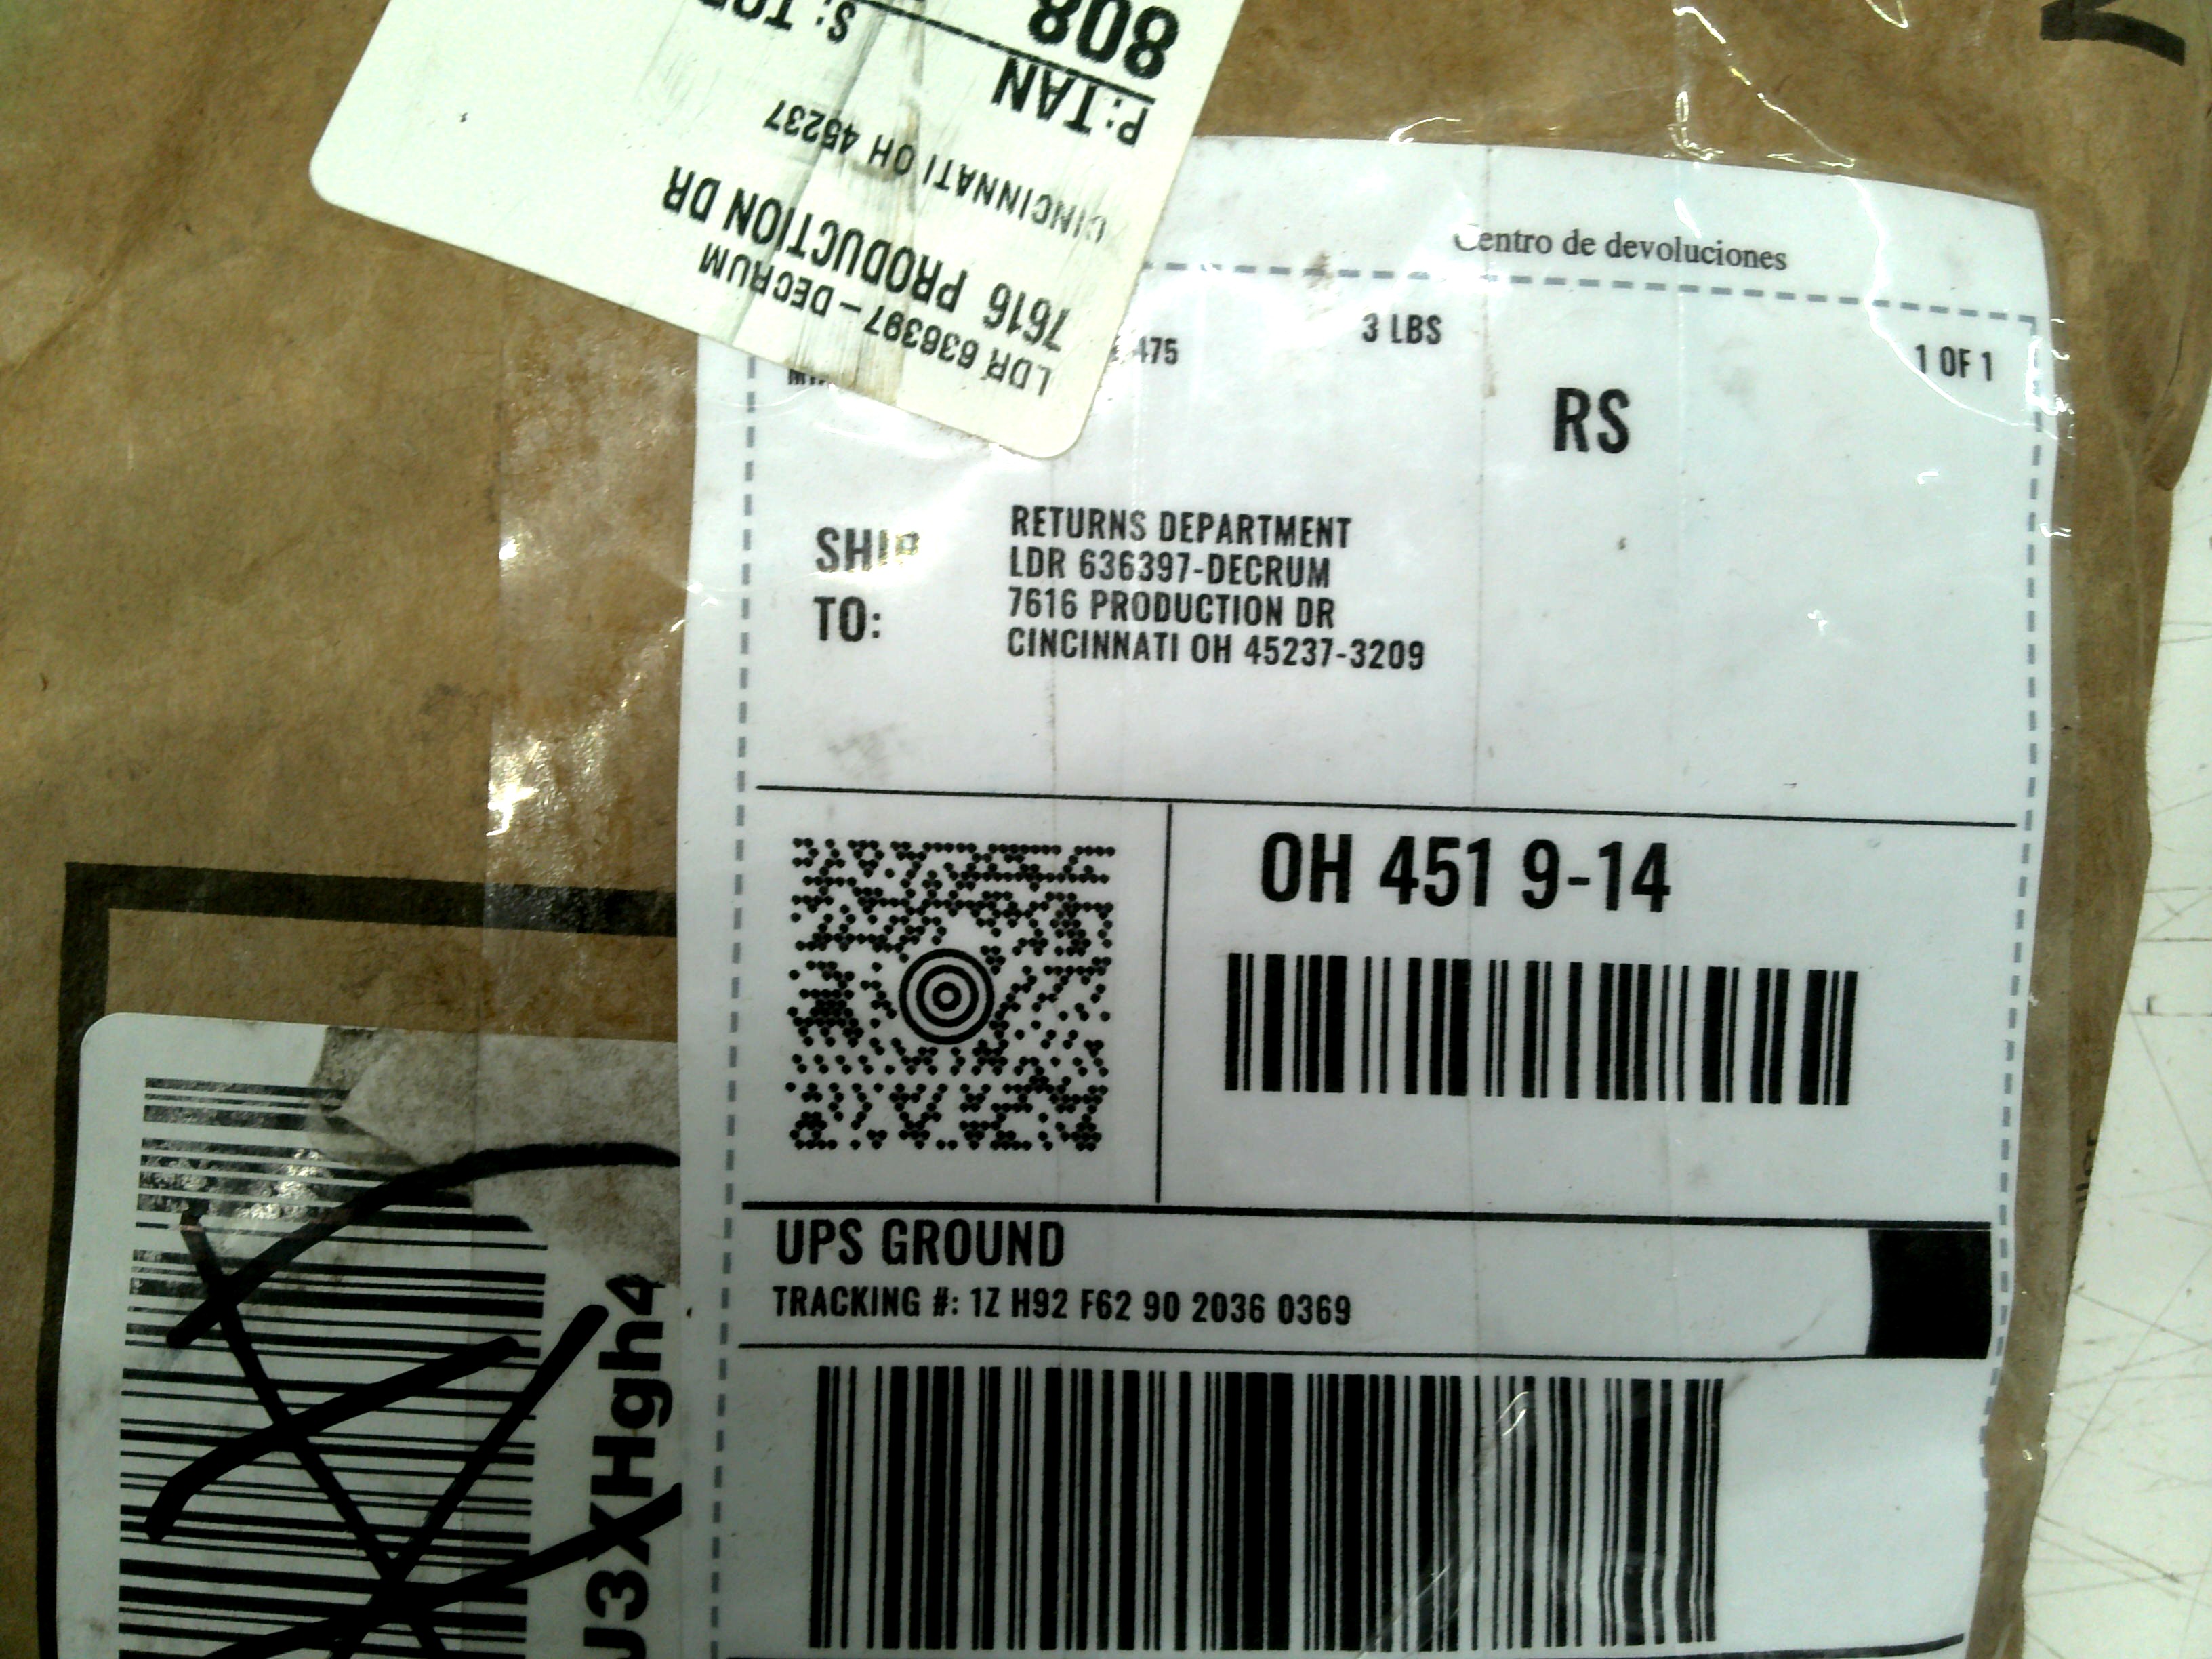 808
P: TAN
S:
CINCINNATI OH 45237
7616 PRODUCTION DR
LDR 636397-DECRUM
Centro de devoluciones
475
3 LBS
1 OF 1
RS
SHIP
TO:
RETURNS DEPARTMENT
LDR 636397-DECRUM
7616 PRODUCTION DR
CINCINNATI OH 45237-3209
OH 451 9-14
UPS GROUND
TRACKING #: 1Z H92 F62 90 2036 0369
J3XHgh4